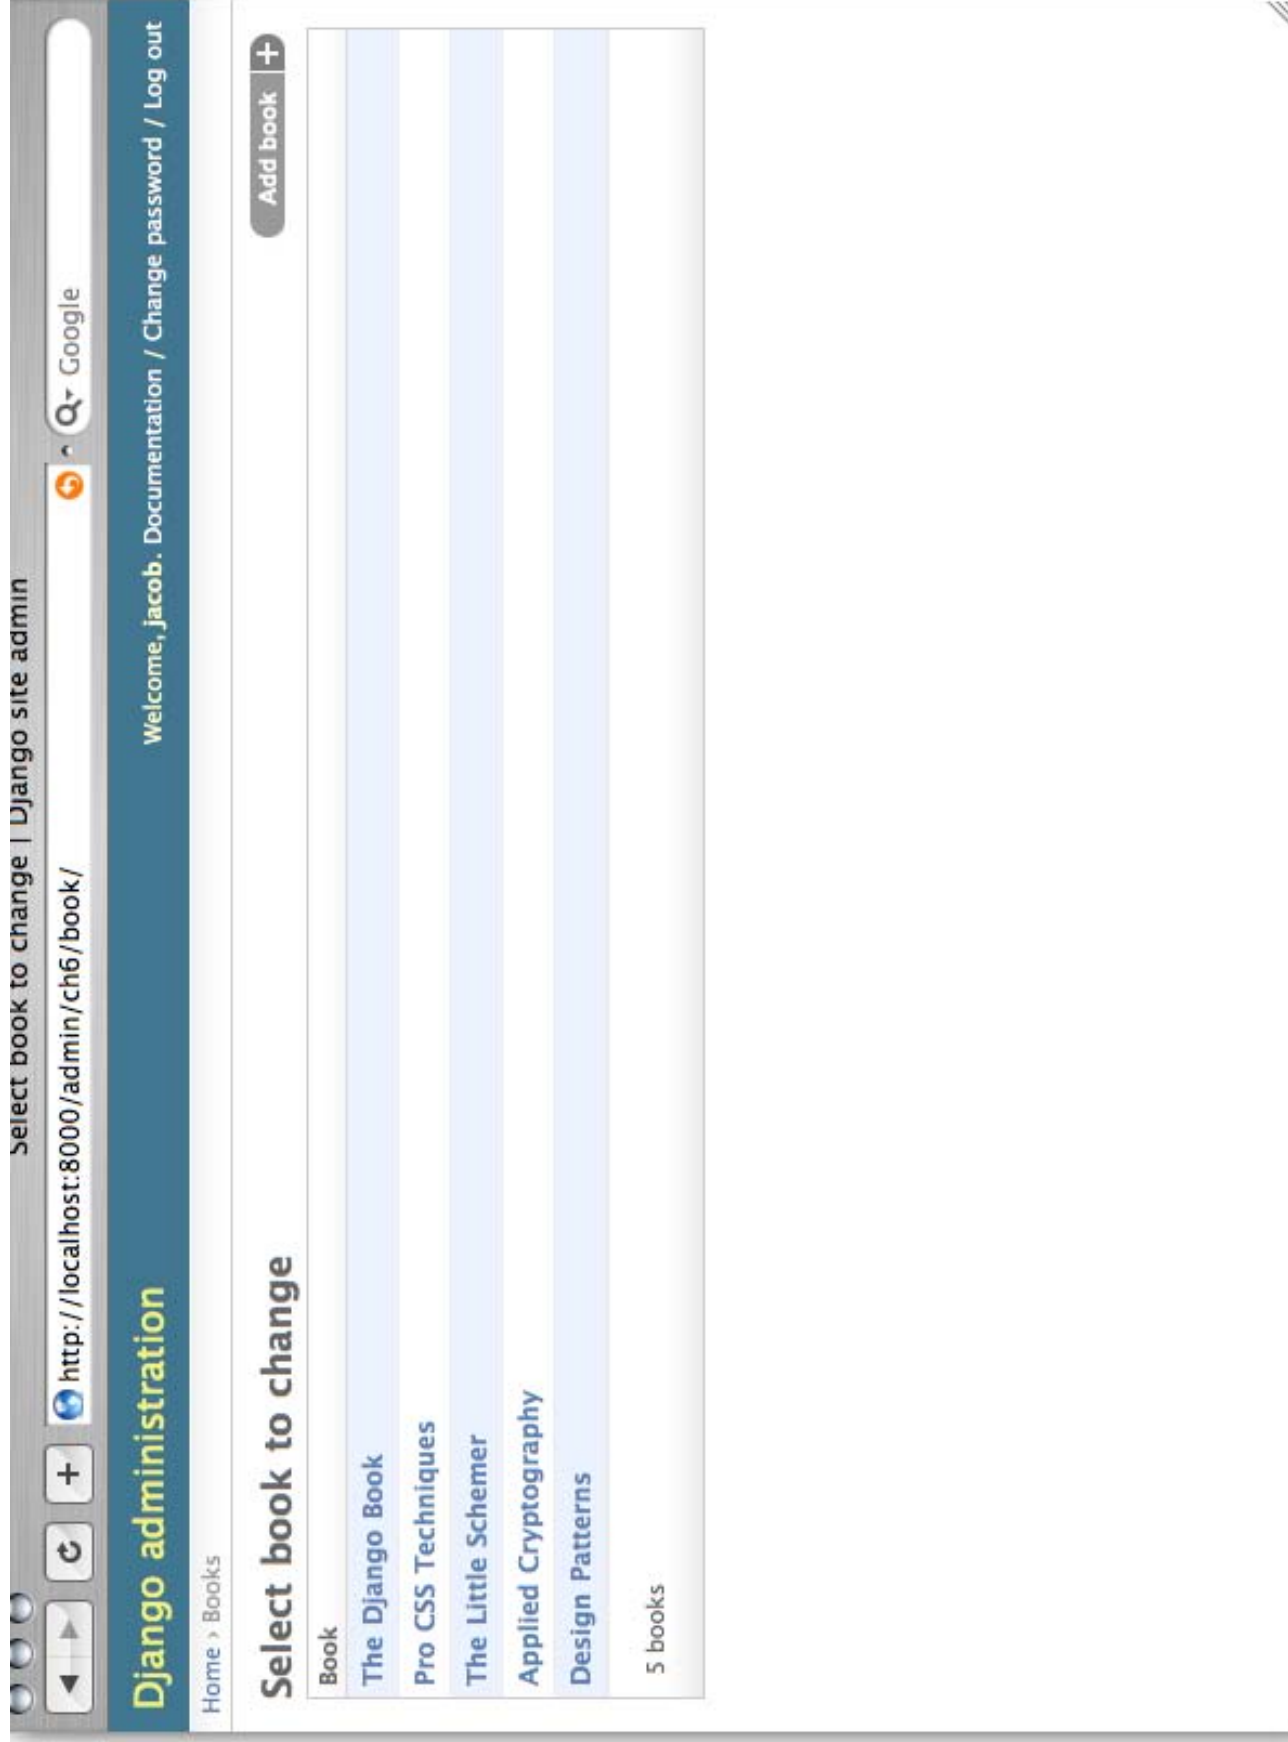 Select book to change | Django site admin
http://localhost:8000/admin/ch6/book/
Google
Django administration
Welcome, jacob. Documentation / Change password / Log out
Home › Books
Select book to change
Add book +
Book
The Django Book
Pro CSS Techniques
The Little Schemer
Applied Cryptography
Design Patterns
5 books